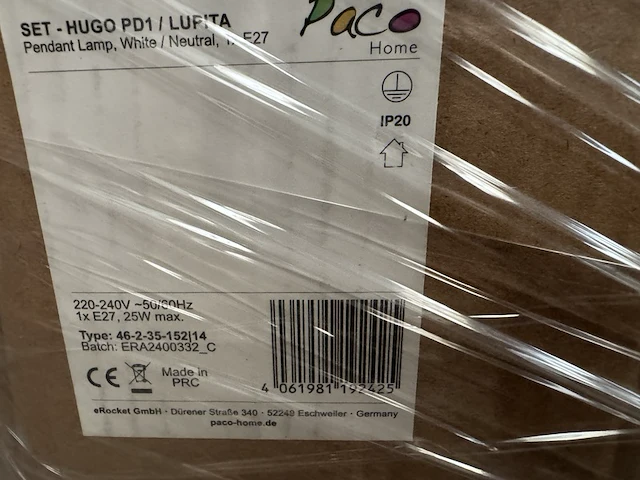 SET - HUGO PD1 / LUPITA
Pendant Lamp, White / Neutral, 1x E27
Paco
Home
IP20
220-240V ~50/60Hz
1x E27, 25W max.
Type: 46-2-35-152|14
Batch: ERA2400332_C
CE
Made in
PRC
4 061981 192425
eRocket GmbH · Dürener Straße 340 · 52249 Eschweiler · Germany
paco-home.de